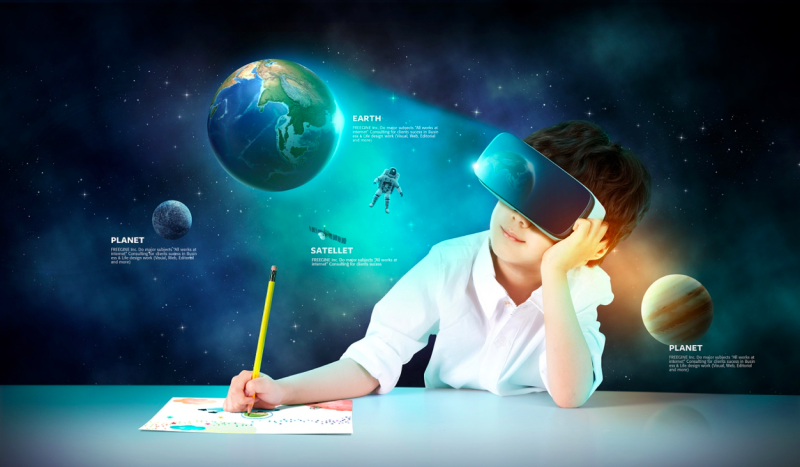 EARTH
FREEGINE Inc. Do major subjects "All works at
internet" Consulting for clients success in Busin
ess & Life design work (Visual, Web, Editorial
and more)
PLANET
FREEGINE Inc. Do major subjects "All works at
internet" Consulting for clients success in Busin
ess & Life design work (Visual, Web, Editorial
and more)
SATELLET
FREEGINE Inc. Do major subjects "All works at
internet" Consulting for clients success
PLANET
FREEGINE Inc. Do major subjects "All works at
internet" Consulting for clients success in Busin
ess & Life design work (Visual, Web, Editorial
and more)